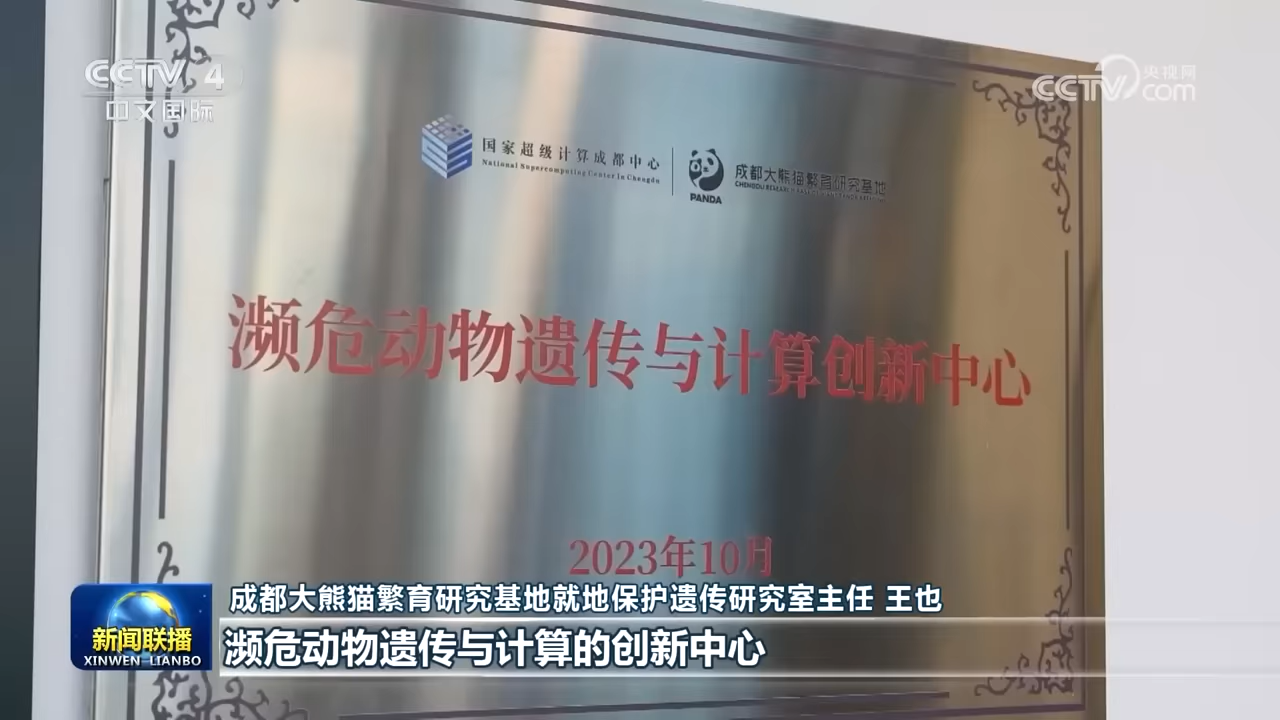 CCTV 4
中文国际
CCTV 央视网
com
国家超级计算成都中心
National Supercomputing Center in Chengdu
PANDA
成都大熊猫繁育研究基地
濒危动物遗传与计算创新中心
2023年10月
成都大熊猫繁育研究基地就地保护遗传研究室主任 王也
新闻联播
XINWEN LIANBO
濒危动物遗传与计算的创新中心